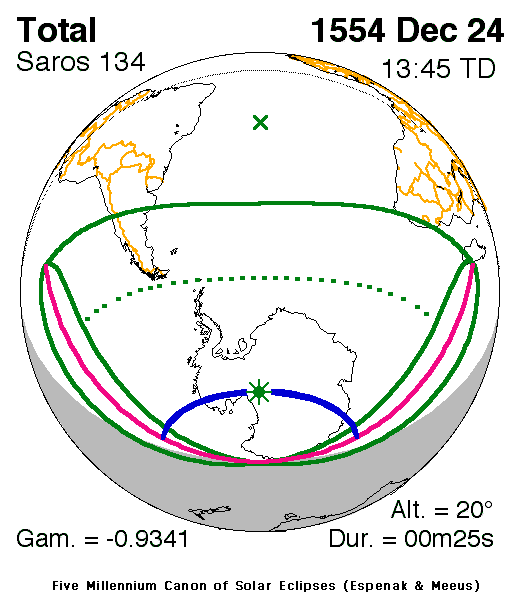 Total
1554 Dec 24
Saros 134
13:45 TD
Alt. = 20°
Gam. = -0.9341
Dur. = 00m25s
Five Millennium Canon of Solar Eclipses (Espenak & Meeus)